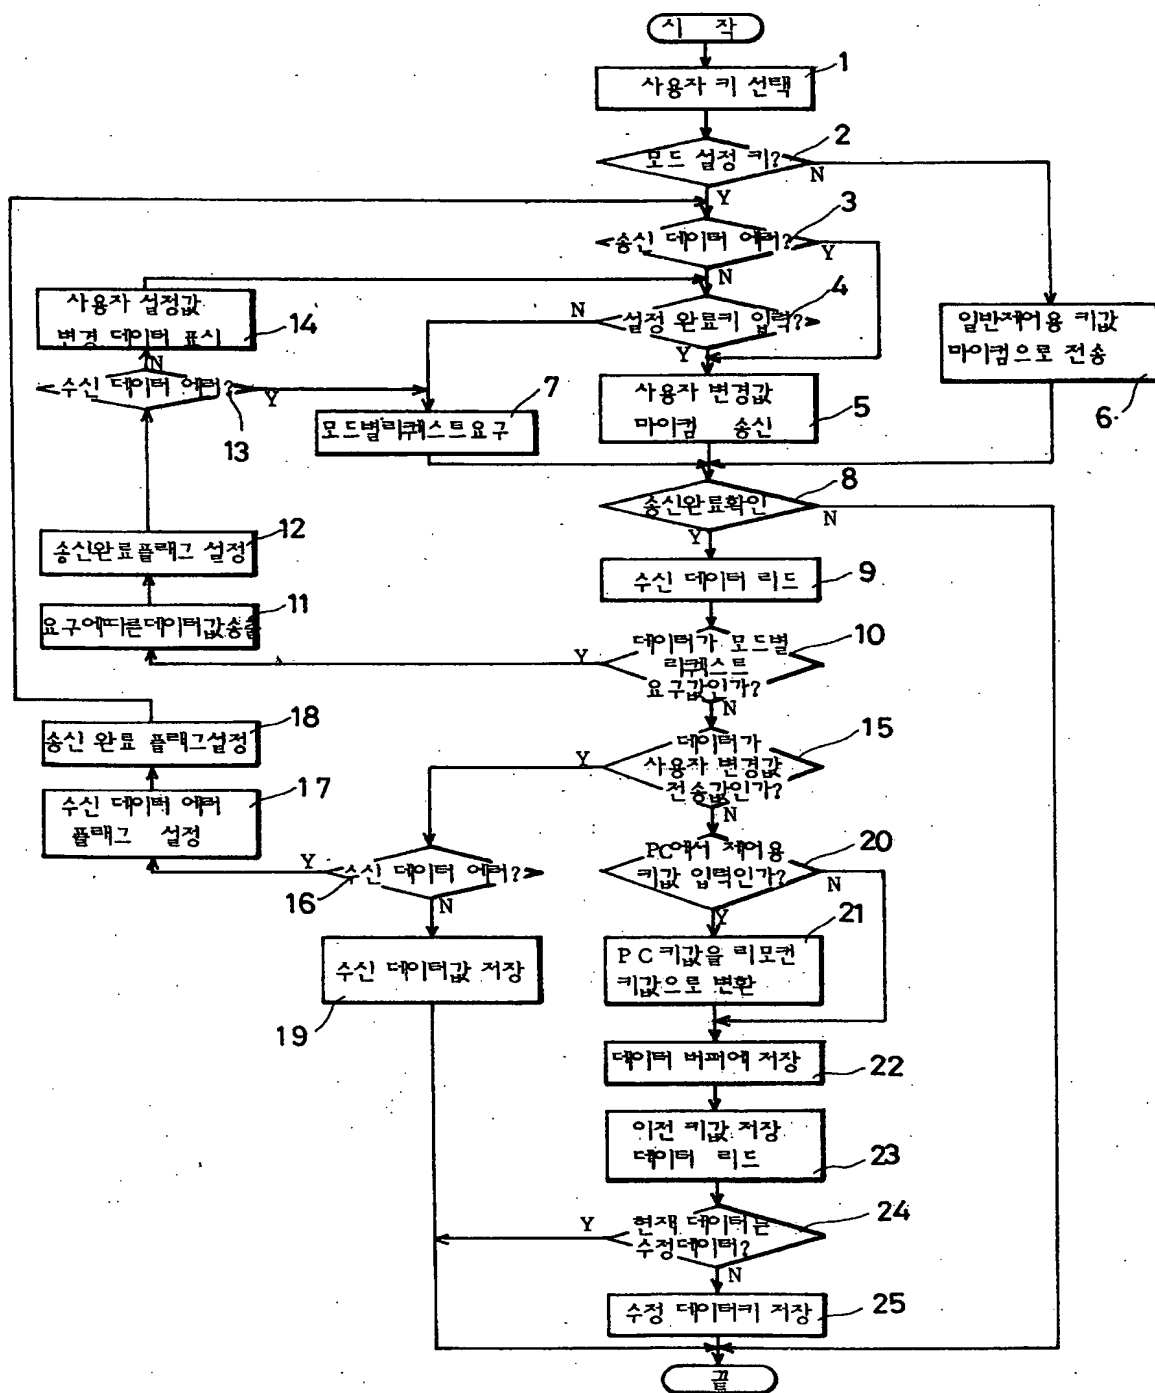 시 작
1
사용자 키 선택
2
모드 설정 키?
N
Y
3
송신 데이터 에러?
Y
N
4
설정 완료키 입력?
N
Y
사용자 설정값
변경 데이터 표시
14
N
수신 데이터 에러?
Y
13
7
모드별리퀘스트요구
사용자 변경값
마이컴 송신
5
일반제어용 키값
마이컴으로 전송
6
8
송신완료확인
N
Y
12
송신완료플래그 설정
수신 데이터 리드
9
11
요구에따른데이터값송출
10
데이터가 모드별
리퀘스트
요구값인가?
Y
N
18
송신 완료 플래그설정
15
데이터가
사용자 변경값
전송값인가?
Y
N
17
수신 데이터 에러
플래그 설정
Y
수신 데이터 에러?
16
N
20
PC에서 제어용
키값 입력인가?
N
Y
21
PC키값을 리모컨
키값으로 변환
수신 데이터값 저장
19
데이터 버퍼에 저장
22
이전 키값 저장
데이터 리드
23
24
현재 데이터는
수정데이터?
Y
N
수정 데이터키 저장
25
끝